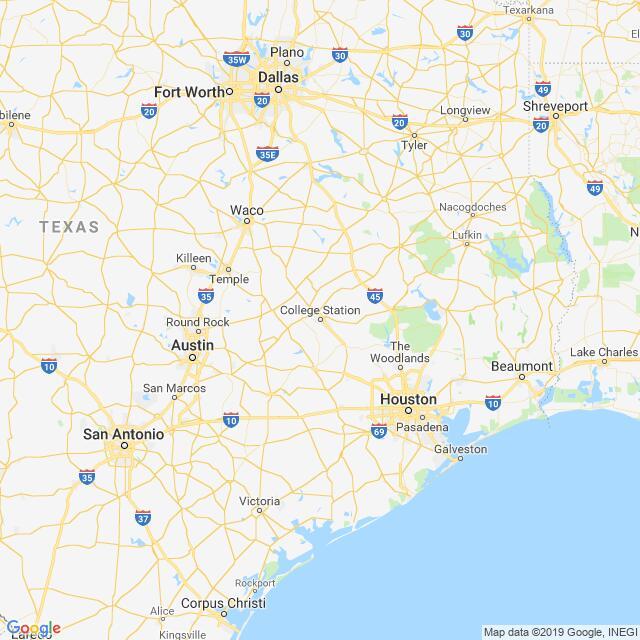 Texarkana
30
El
35W
Plano
30
Dallas
Fort Worth
49
20
20
Longview
Shreveport
bilene
20
20
Tyler
35E
49
Nacogdoches
Waco
TEXAS
Lufkin
N
Killeen
Temple
35
45
College Station
Round Rock
Austin
The
Woodlands
Lake Charles
10
Beaumont
San Marcos
Houston
10
10
Pasadena
San Antonio
69
Galveston
35
Victoria
37
Rockport
Corpus Christi
Alice
Laredo
Kingsville
Google
Map data ©2019 Google, INEGI